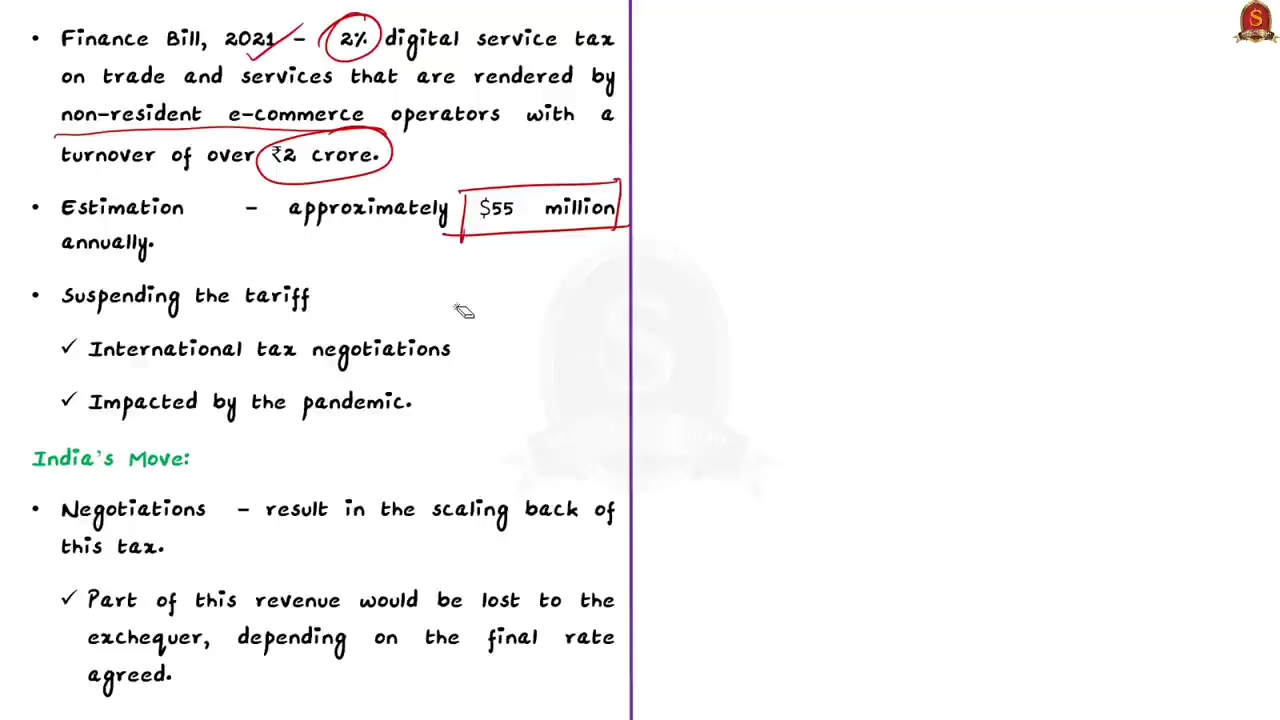 • Finance Bill, 2021 – 2% digital service tax
on trade and services that are rendered by
non-resident e-commerce operators with a
turnover of over ₹2 crore.
• Estimation – approximately $55 million
annually.
• Suspending the tariff
✓ International tax negotiations
✓ Impacted by the pandemic.
India's Move:
• Negotiations – result in the scaling back of
this tax.
✓ Part of this revenue would be lost to the
exchequer, depending on the final rate
agreed.
S
S